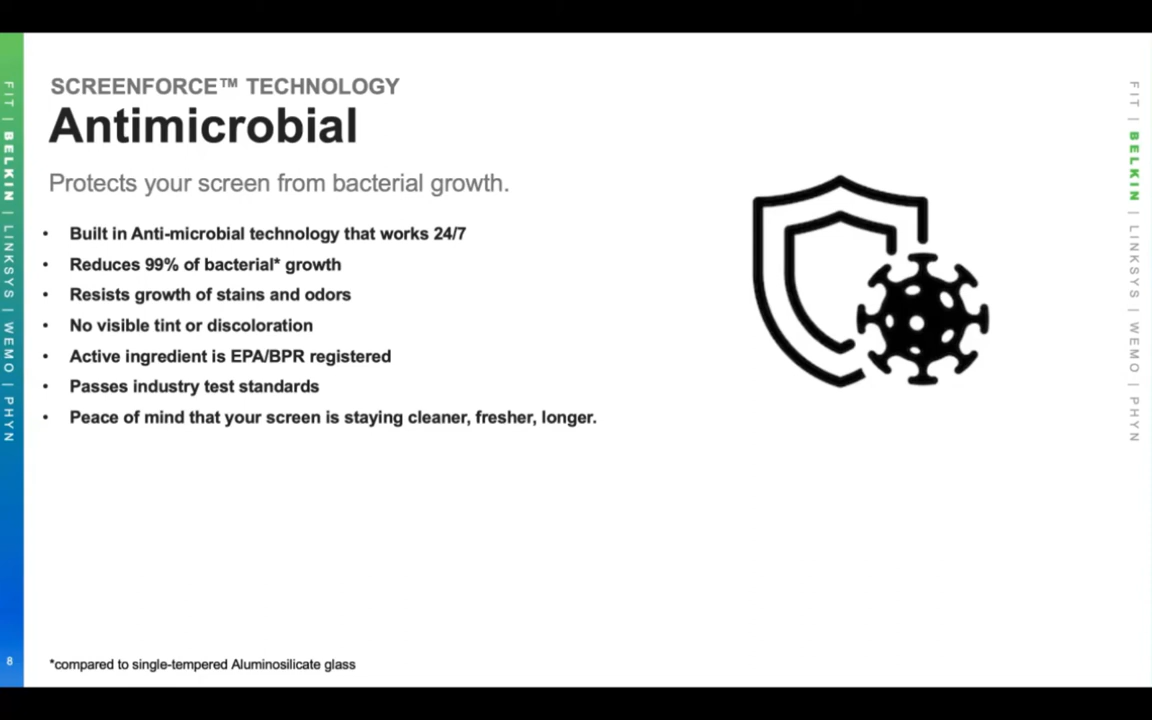 SCREENFORCE™ TECHNOLOGY
Antimicrobial
Protects your screen from bacterial growth.
• Built in Anti-microbial technology that works 24/7
• Reduces 99% of bacterial* growth
• Resists growth of stains and odors
• No visible tint or discoloration
• Active ingredient is EPA/BPR registered
• Passes industry test standards
• Peace of mind that your screen is staying cleaner, fresher, longer.
*compared to single-tempered Aluminosilicate glass
FIT | BELKIN | LINKSYS | WEMO | PHYN
8
FIT | BELKIN | LINKSYS | WEMO | PHYN